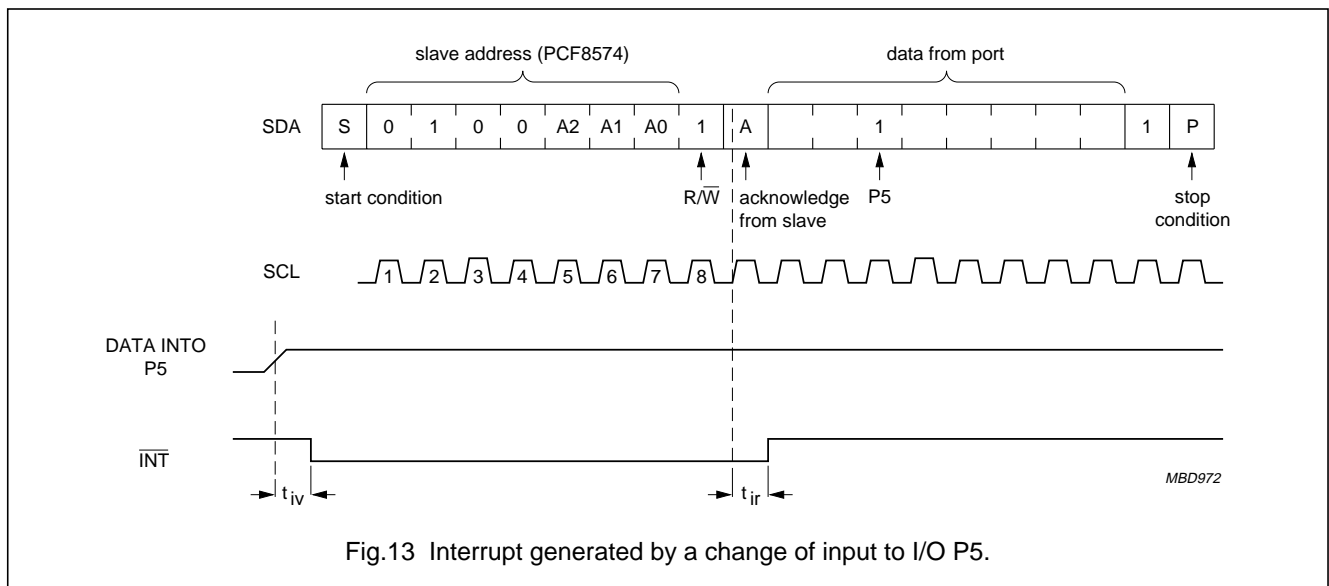 slave address (PCF8574) data from port
SDA S 0 1 0 0 A2 A1 A0 1 A 1 1 P
start condition R/W̅ acknowledge from slave P5 stop condition
SCL 1 2 3 4 5 6 7 8
DATA INTO P5
I̅N̅T̅
t iv t ir
MBD972
Fig.13 Interrupt generated by a change of input to I/O P5.